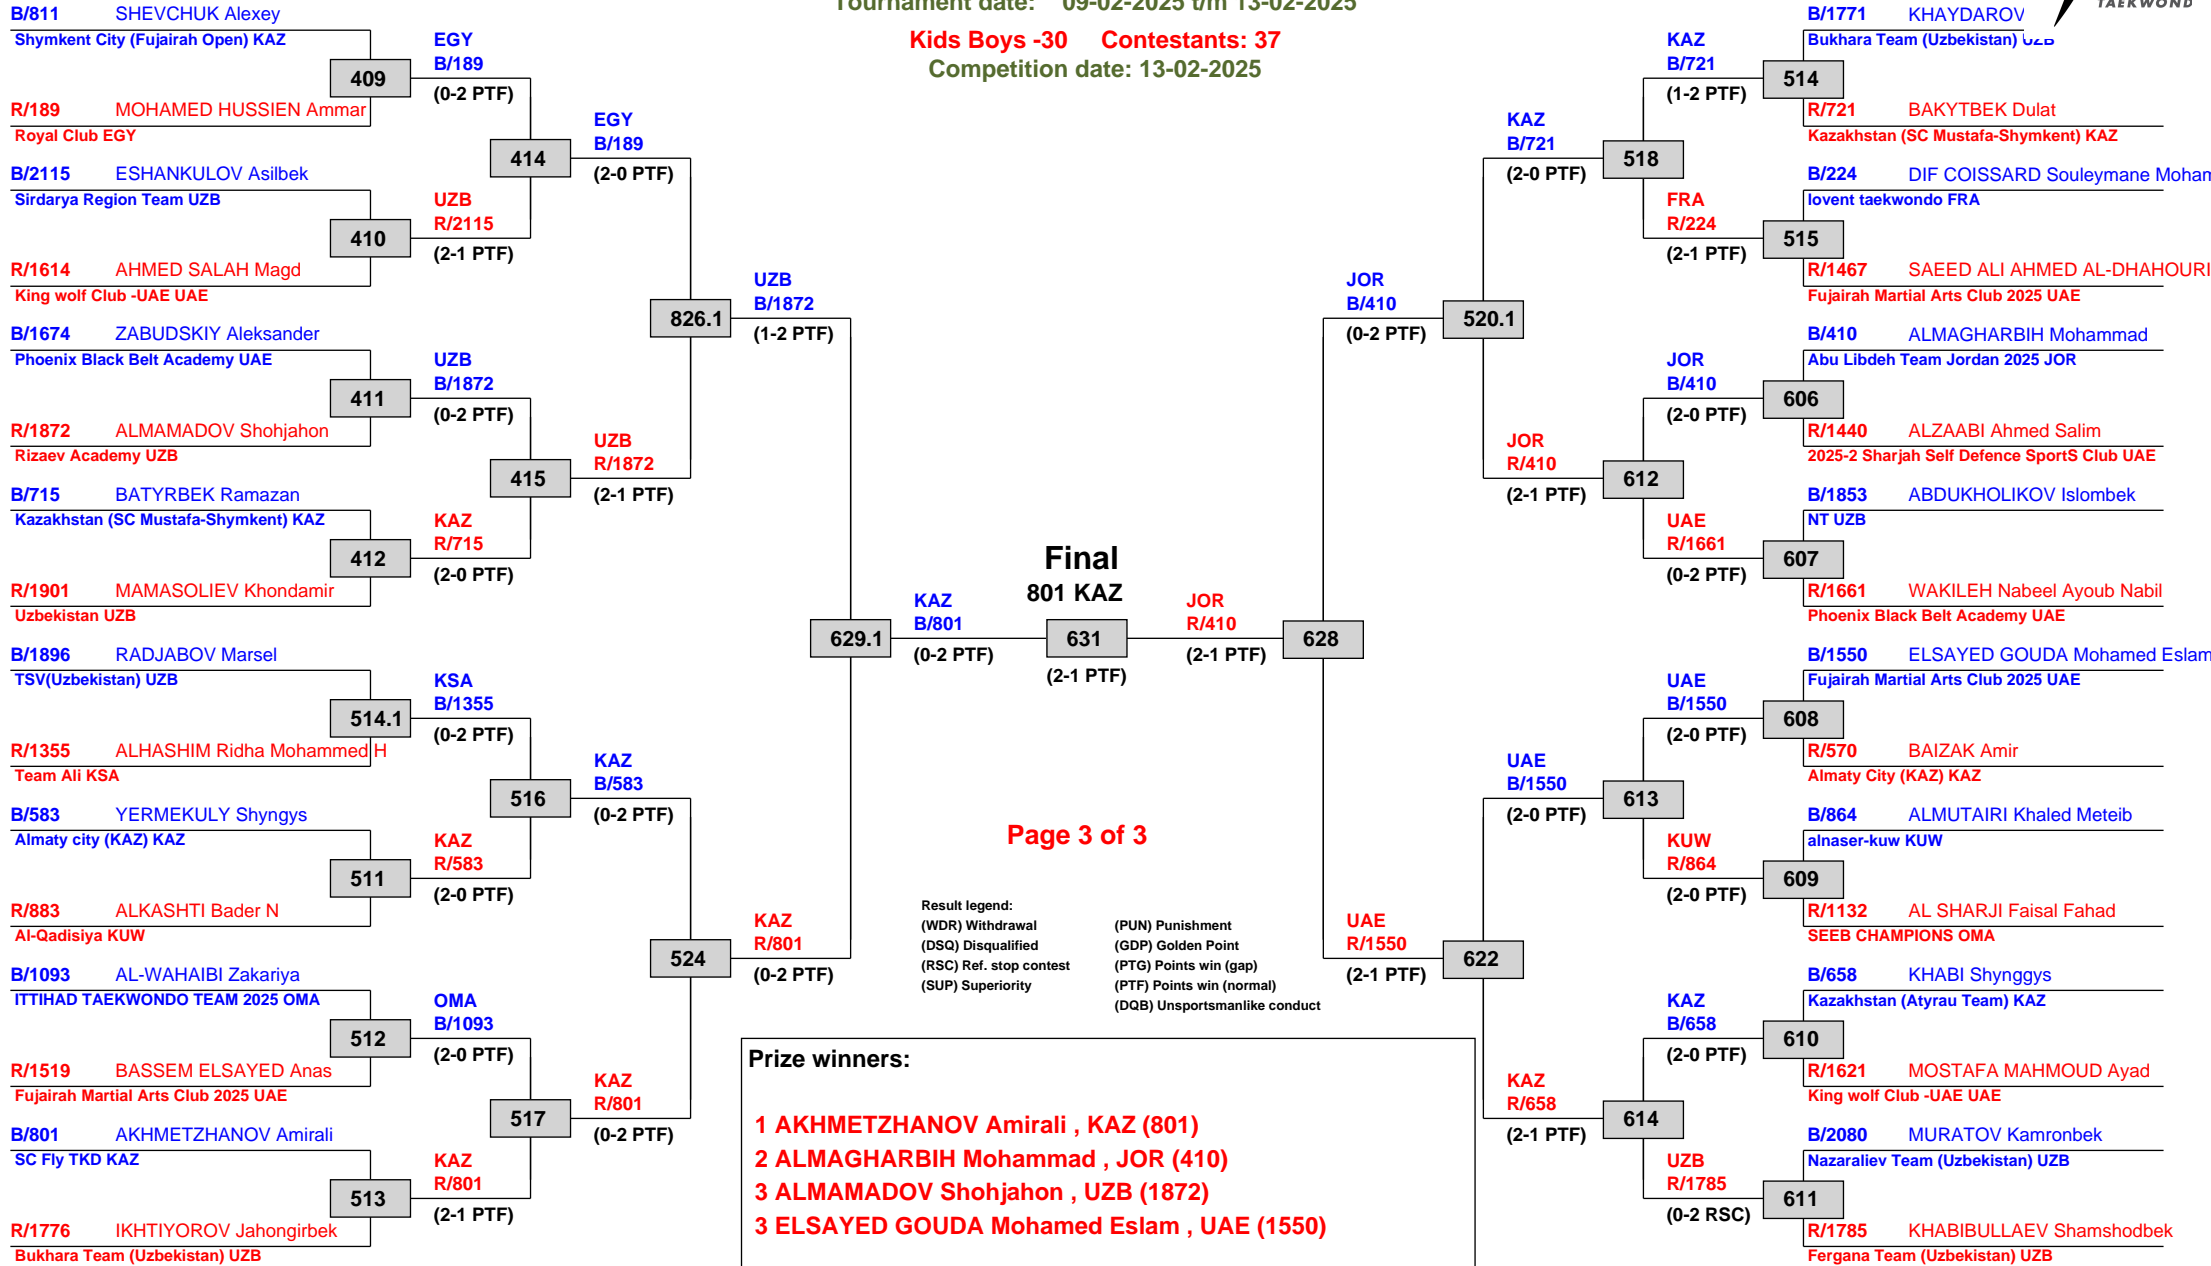 Tournament date: 09-02-2025 t/m 13-02-2025
Kids Boys -30 Contestants: 37
Competition date: 13-02-2025
TAEKWOND
B/811 SHEVCHUK Alexey
Shymkent City (Fujairah Open) KAZ
409
R/189 MOHAMED HUSSIEN Ammar
Royal Club EGY
B/2115 ESHANKULOV Asilbek
Sirdarya Region Team UZB
410
R/1614 AHMED SALAH Magd
King wolf Club -UAE UAE
B/1674 ZABUDSKIY Aleksander
Phoenix Black Belt Academy UAE
411
R/1872 ALMAMADOV Shohjahon
Rizaev Academy UZB
B/715 BATYRBEK Ramazan
Kazakhstan (SC Mustafa-Shymkent) KAZ
412
R/1901 MAMASOLIEV Khondamir
Uzbekistan UZB
B/1896 RADJABOV Marsel
TSV(Uzbekistan) UZB
514.1
R/1355 ALHASHIM Ridha Mohammed H
Team Ali KSA
B/583 YERMEKULY Shyngys
Almaty city (KAZ) KAZ
511
R/883 ALKASHTI Bader N
Al-Qadisiya KUW
B/1093 AL-WAHAIBI Zakariya
ITTIHAD TAEKWONDO TEAM 2025 OMA
512
R/1519 BASSEM ELSAYED Anas
Fujairah Martial Arts Club 2025 UAE
B/801 AKHMETZHANOV Amirali
SC Fly TKD KAZ
513
R/1776 IKHTIYOROV Jahongirbek
Bukhara Team (Uzbekistan) UZB
EGY
B/189
(0-2 PTF)
414
UZB
R/2115
(2-1 PTF)
UZB
B/1872
(0-2 PTF)
415
KAZ
R/715
(2-0 PTF)
KSA
B/1355
(0-2 PTF)
516
KAZ
R/583
(2-0 PTF)
OMA
B/1093
(2-0 PTF)
517
KAZ
R/801
(2-1 PTF)
EGY
B/189
(2-0 PTF)
826.1
UZB
R/1872
(2-1 PTF)
KAZ
B/583
(0-2 PTF)
524
KAZ
R/801
(0-2 PTF)
UZB
B/1872
(1-2 PTF)
629.1
KAZ
R/801
(0-2 PTF)
KAZ
B/801
(0-2 PTF)
Final
801 KAZ
631
(2-1 PTF)
JOR
R/410
(2-1 PTF)
628
JOR
B/410
(0-2 PTF)
520.1
UAE
R/1550
(2-1 PTF)
622
KAZ
B/721
(2-0 PTF)
518
JOR
R/410
(2-1 PTF)
612
UAE
B/1550
(2-0 PTF)
613
KAZ
R/658
(2-1 PTF)
614
KAZ
B/721
(1-2 PTF)
514
FRA
R/224
(2-1 PTF)
515
JOR
B/410
(2-0 PTF)
606
UAE
R/1661
(0-2 PTF)
607
UAE
B/1550
(2-0 PTF)
608
KUW
R/864
(2-0 PTF)
609
KAZ
B/658
(2-0 PTF)
610
UZB
R/1785
(0-2 RSC)
611
B/1771 KHAYDAROV
Bukhara Team (Uzbekistan) UZB
R/721 BAKYTBEK Dulat
Kazakhstan (SC Mustafa-Shymkent) KAZ
B/224 DIF COISSARD Souleymane Moham
lovent taekwondo FRA
R/1467 SAEED ALI AHMED AL-DHAHOURI
Fujairah Martial Arts Club 2025 UAE
B/410 ALMAGHARBIH Mohammad
Abu Libdeh Team Jordan 2025 JOR
R/1440 ALZAABI Ahmed Salim
2025-2 Sharjah Self Defence SportS Club UAE
B/1853 ABDUKHOLIKOV Islombek
NT UZB
R/1661 WAKILEH Nabeel Ayoub Nabil
Phoenix Black Belt Academy UAE
B/1550 ELSAYED GOUDA Mohamed Eslam
Fujairah Martial Arts Club 2025 UAE
R/570 BAIZAK Amir
Almaty City (KAZ) KAZ
B/864 ALMUTAIRI Khaled Meteib
alnaser-kuw KUW
R/1132 AL SHARJI Faisal Fahad
SEEB CHAMPIONS OMA
B/658 KHABI Shynggys
Kazakhstan (Atyrau Team) KAZ
R/1621 MOSTAFA MAHMOUD Ayad
King wolf Club -UAE UAE
B/2080 MURATOV Kamronbek
Nazaraliev Team (Uzbekistan) UZB
R/1785 KHABIBULLAEV Shamshodbek
Fergana Team (Uzbekistan) UZB
Page 3 of 3
Result legend:
(WDR) Withdrawal (PUN) Punishment
(DSQ) Disqualified (GDP) Golden Point
(RSC) Ref. stop contest (PTG) Points win (gap)
(SUP) Superiority (PTF) Points win (normal)
(DQB) Unsportsmanlike conduct
Prize winners:
1 AKHMETZHANOV Amirali , KAZ (801)
2 ALMAGHARBIH Mohammad , JOR (410)
3 ALMAMADOV Shohjahon , UZB (1872)
3 ELSAYED GOUDA Mohamed Eslam , UAE (1550)